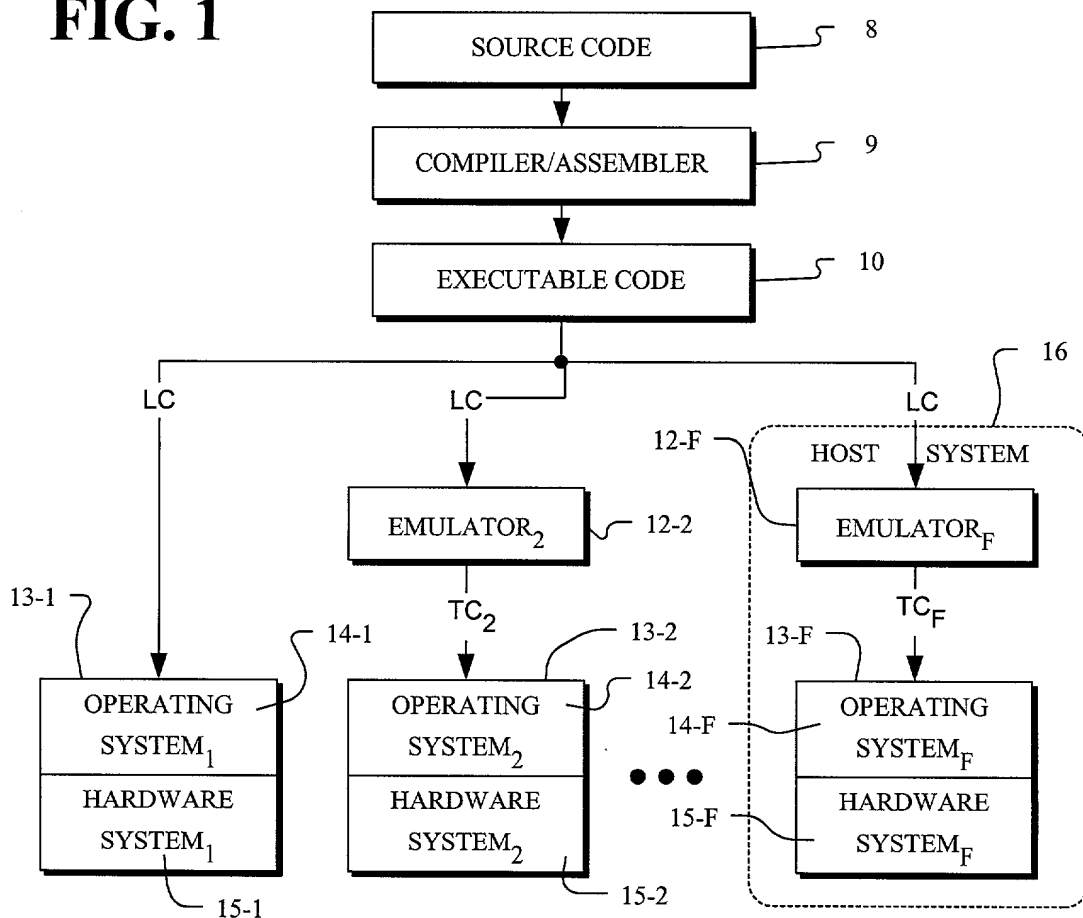 FIG. 1
SOURCE CODE
8
COMPILER/ASSEMBLER
9
EXECUTABLE CODE
10
LC
LC
LC
16
12-F
HOST SYSTEM
EMULATOR2
12-2
EMULATORF
TC2
TCF
13-1
14-1
13-2
14-2
13-F
14-F
OPERATING
SYSTEM1
OPERATING
SYSTEM2
OPERATING
SYSTEMF
HARDWARE
SYSTEM1
HARDWARE
SYSTEM2
HARDWARE
SYSTEMF
15-F
15-1
15-2